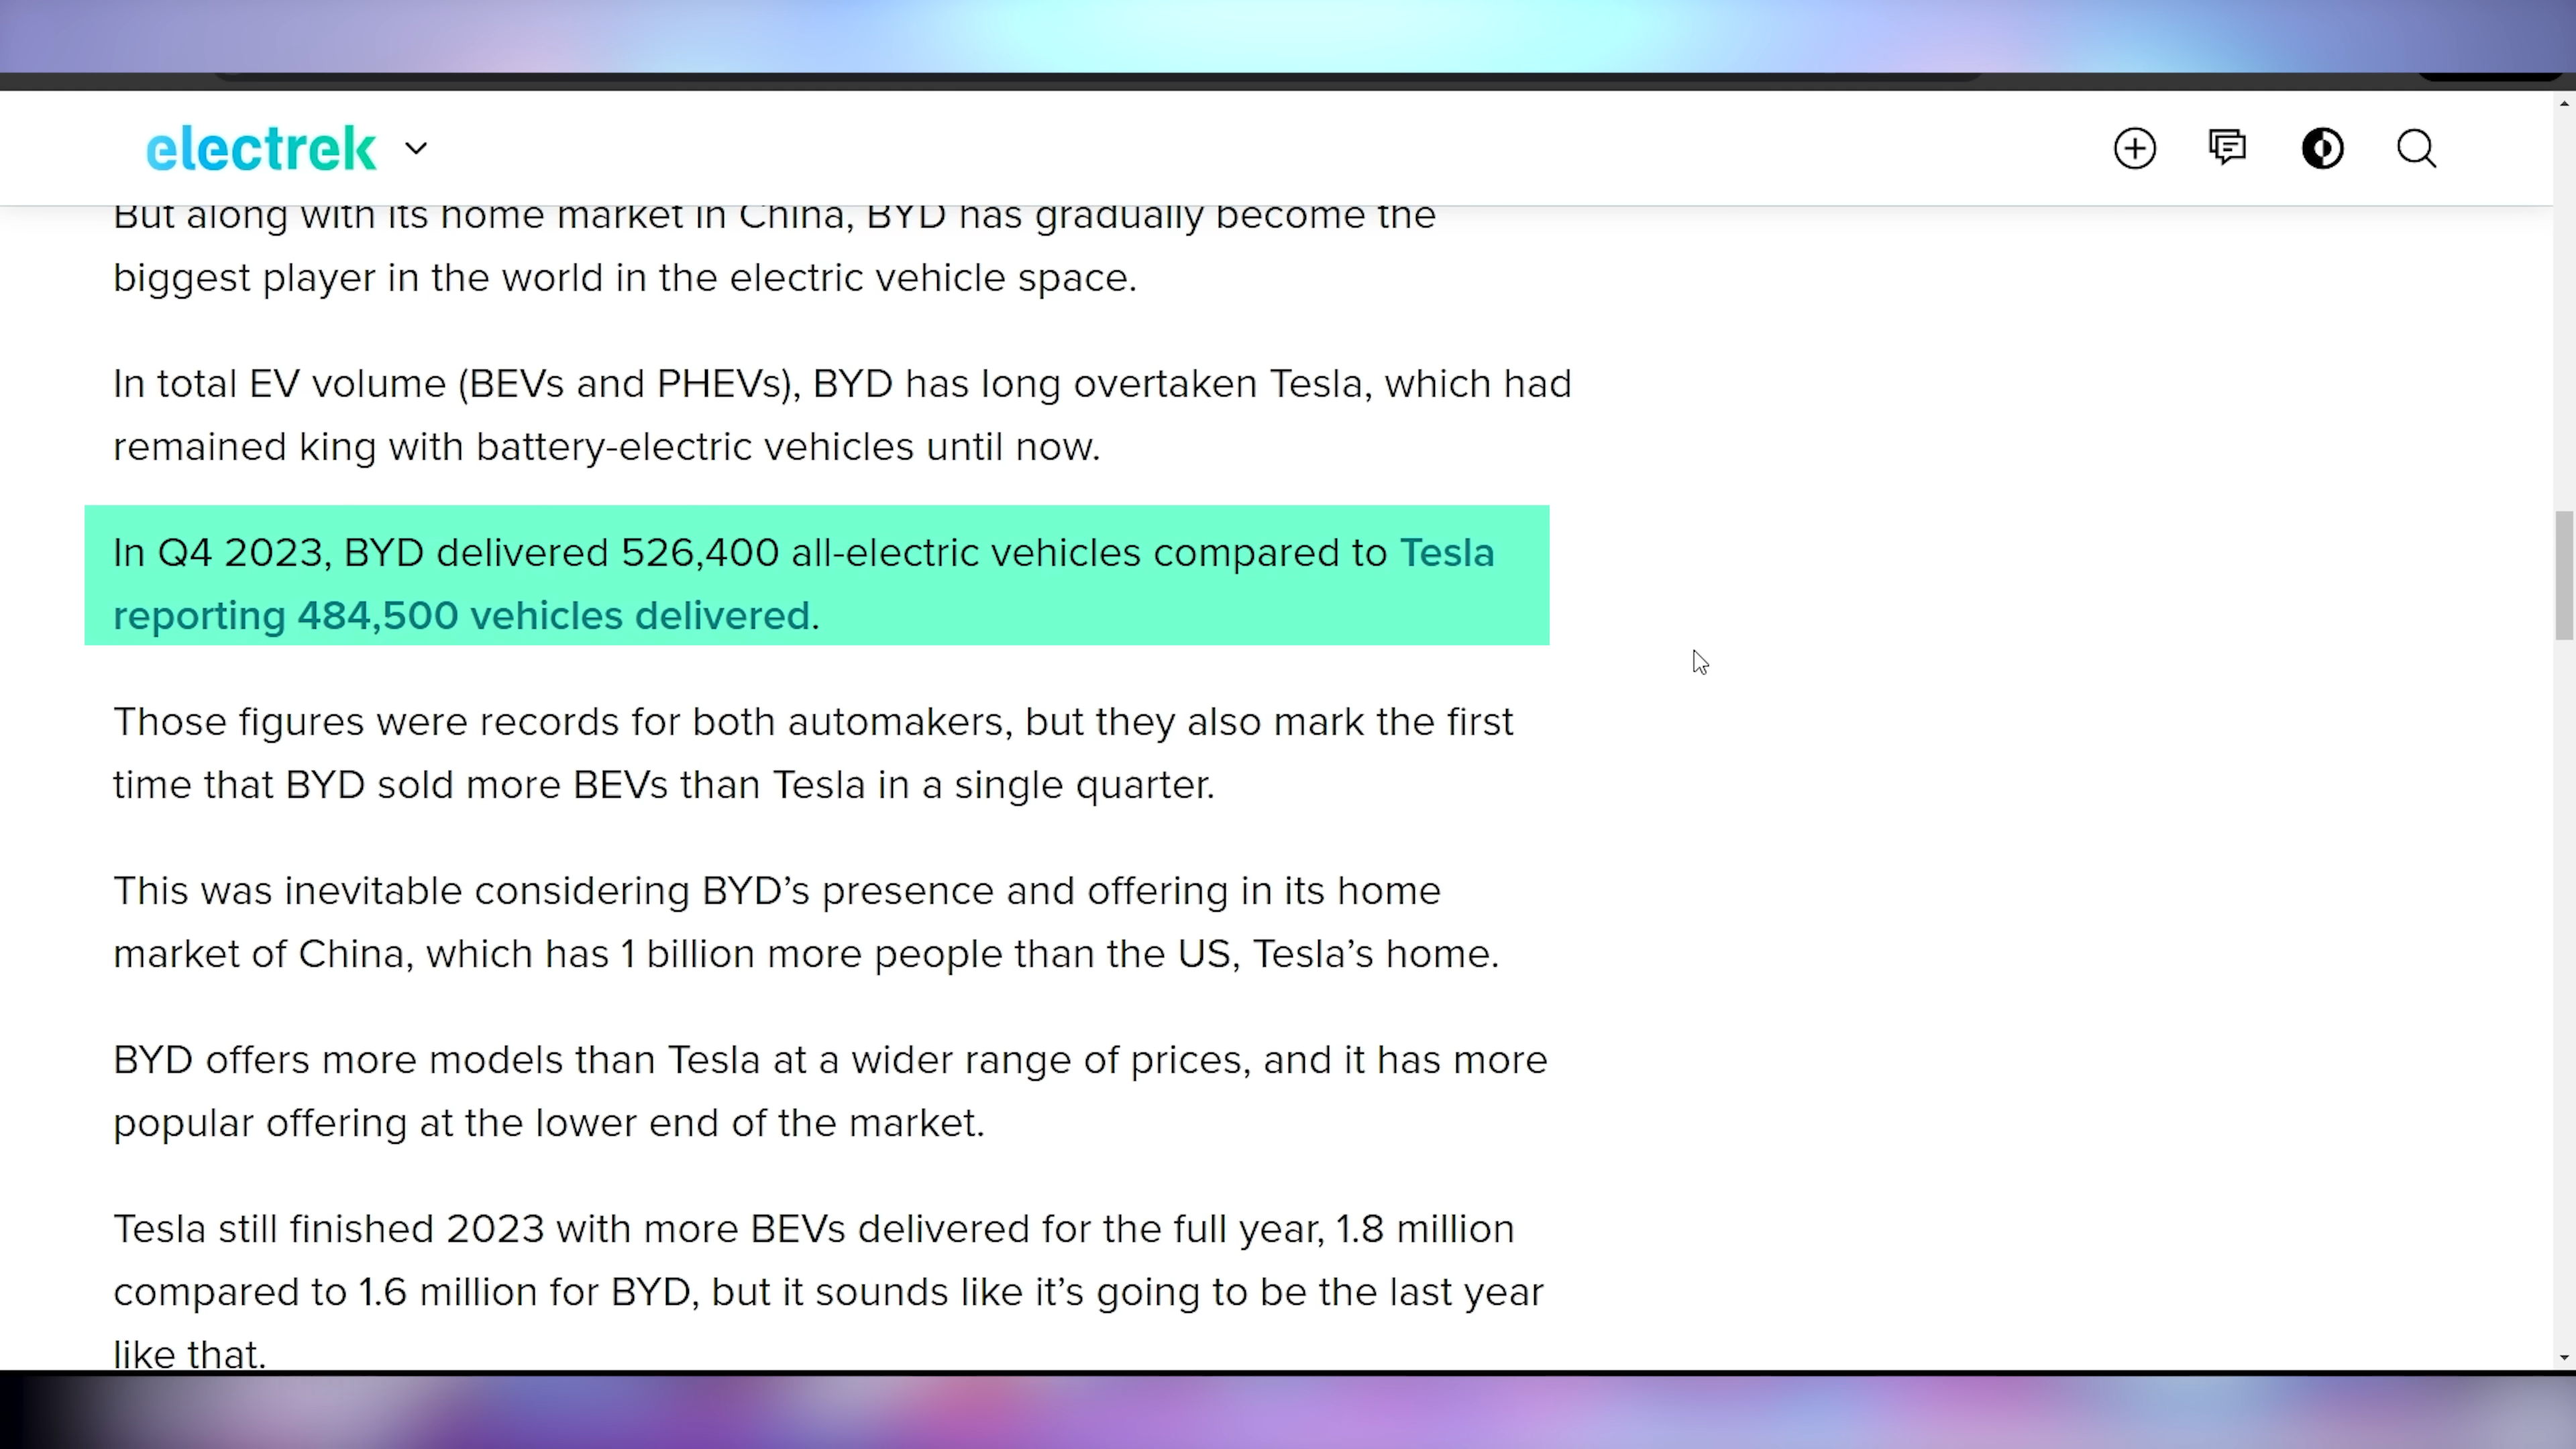 electrek
But along with its home market in China, BYD has gradually become the
biggest player in the world in the electric vehicle space.
In total EV volume (BEVs and PHEVs), BYD has long overtaken Tesla, which had
remained king with battery-electric vehicles until now.
In Q4 2023, BYD delivered 526,400 all-electric vehicles compared to Tesla
reporting 484,500 vehicles delivered.
Those figures were records for both automakers, but they also mark the first
time that BYD sold more BEVs than Tesla in a single quarter.
This was inevitable considering BYD’s presence and offering in its home
market of China, which has 1 billion more people than the US, Tesla’s home.
BYD offers more models than Tesla at a wider range of prices, and it has more
popular offering at the lower end of the market.
Tesla still finished 2023 with more BEVs delivered for the full year, 1.8 million
compared to 1.6 million for BYD, but it sounds like it’s going to be the last year
like that.